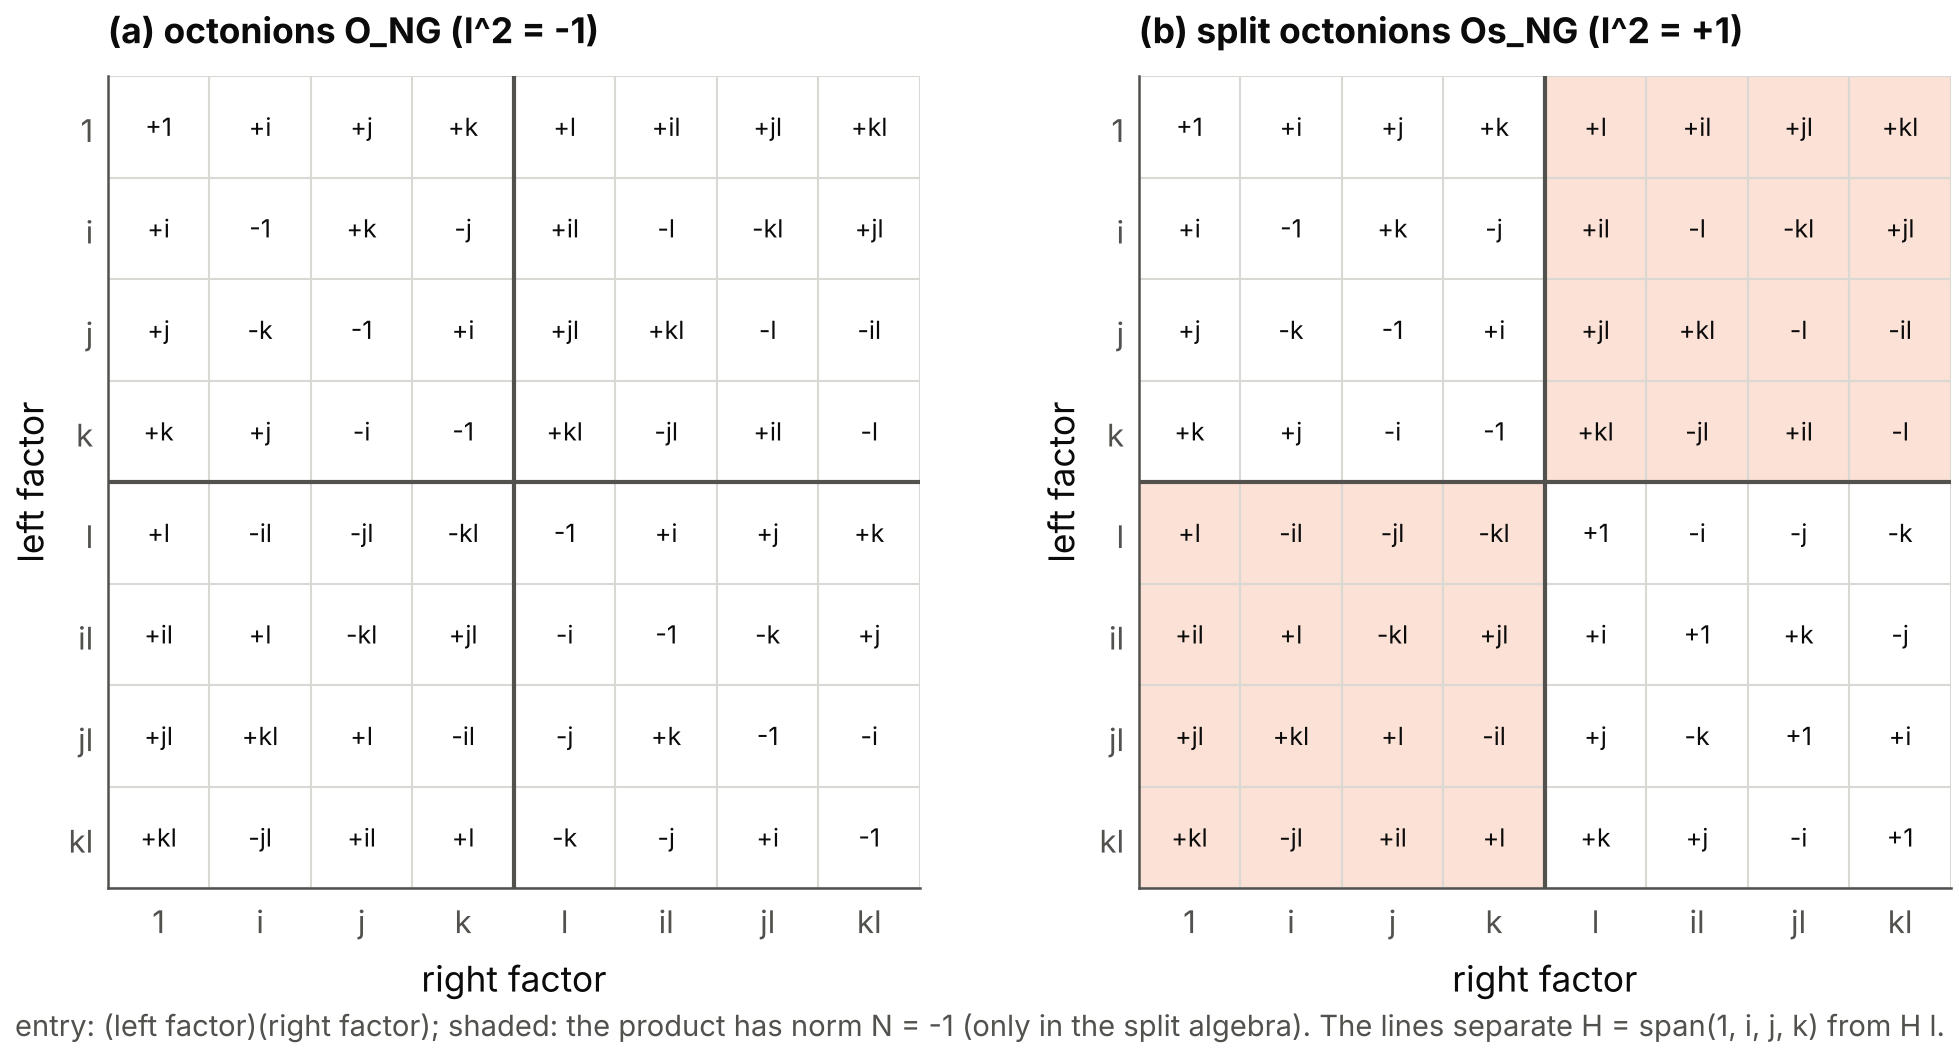 (a) octonions O_NG (l^2 = -1)
1 +1 +i +j +k +l +il +jl +kl
i +i -1 +k -j +il -l -kl +jl
j +j -k -1 +i +jl +kl -l -il
k +k +j -i -1 +kl -jl +il -l
l +l -il -jl -kl -1 +i +j +k
il +il +l -kl +jl -i -1 -k +j
jl +jl +kl +l -il -j +k -1 -i
kl +kl -jl +il +l -k -j +i -1
1 i j k l il jl kl
left factor
right factor
(b) split octonions Os_NG (l^2 = +1)
1 +1 +i +j +k +l +il +jl +kl
i +i -1 +k -j +il -l -kl +jl
j +j -k -1 +i +jl +kl -l -il
k +k +j -i -1 +kl -jl +il -l
l +l -il -jl -kl +1 -i -j -k
il +il +l -kl +jl +i +1 +k -j
jl +jl +kl +l -il +j -k +1 +i
kl +kl -jl +il +l +k +j -i +1
1 i j k l il jl kl
left factor
right factor
entry: (left factor)(right factor); shaded: the product has norm N = -1 (only in the split algebra). The lines separate H = span(1, i, j, k) from H l.